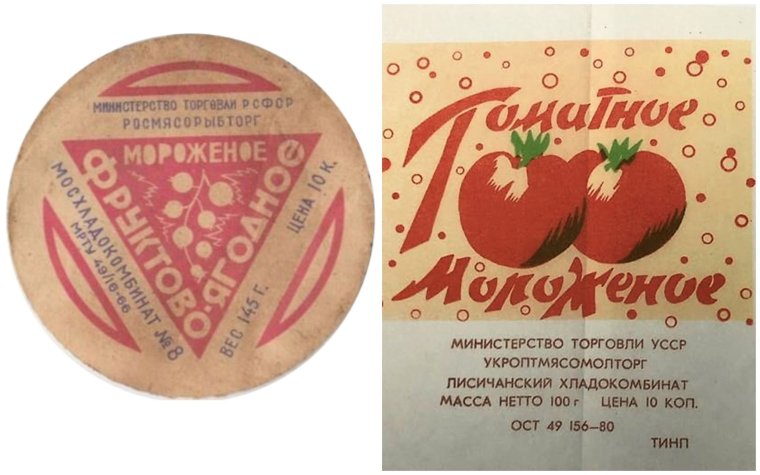 МИНИСТЕРСТВО ТОРГОВЛИ РСФСР
РОСМЯСОРЫБТОРГ
МОРОЖЕНОЕ
ФРУКТОВО-ЯГОДНОЕ
МОСХЛАДОКОМБИНАТ №8
МРТУ 49/16-66
ВЕС 145 Г. ЦЕНА 10 К.
Томатное
Мороженое
МИНИСТЕРСТВО ТОРГОВЛИ УССР
УКРОПТМЯСОМОЛТОРГ
ЛИСИЧАНСКИЙ ХЛАДОКОМБИНАТ
МАССА НЕТТО 100 г ЦЕНА 10 КОП.
ОСТ 49 156—80
ТИНП